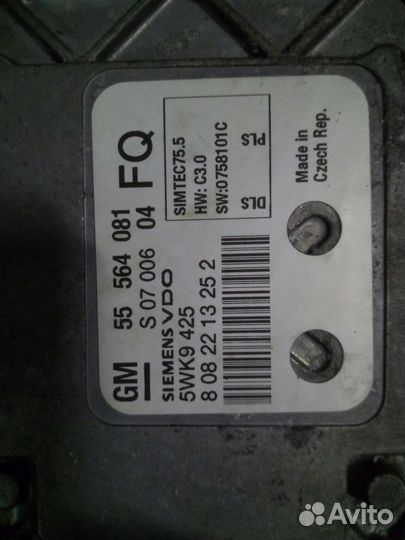 GM 55 564 081 FQ
S 07 006 04
SIEMENS VDO
5WK9 425
8 08 22 13 25 2
SIMTEC75.5
HW: C3.0
SW:0758101C
DLS PLS
Made in
Czech Rep.
Avito